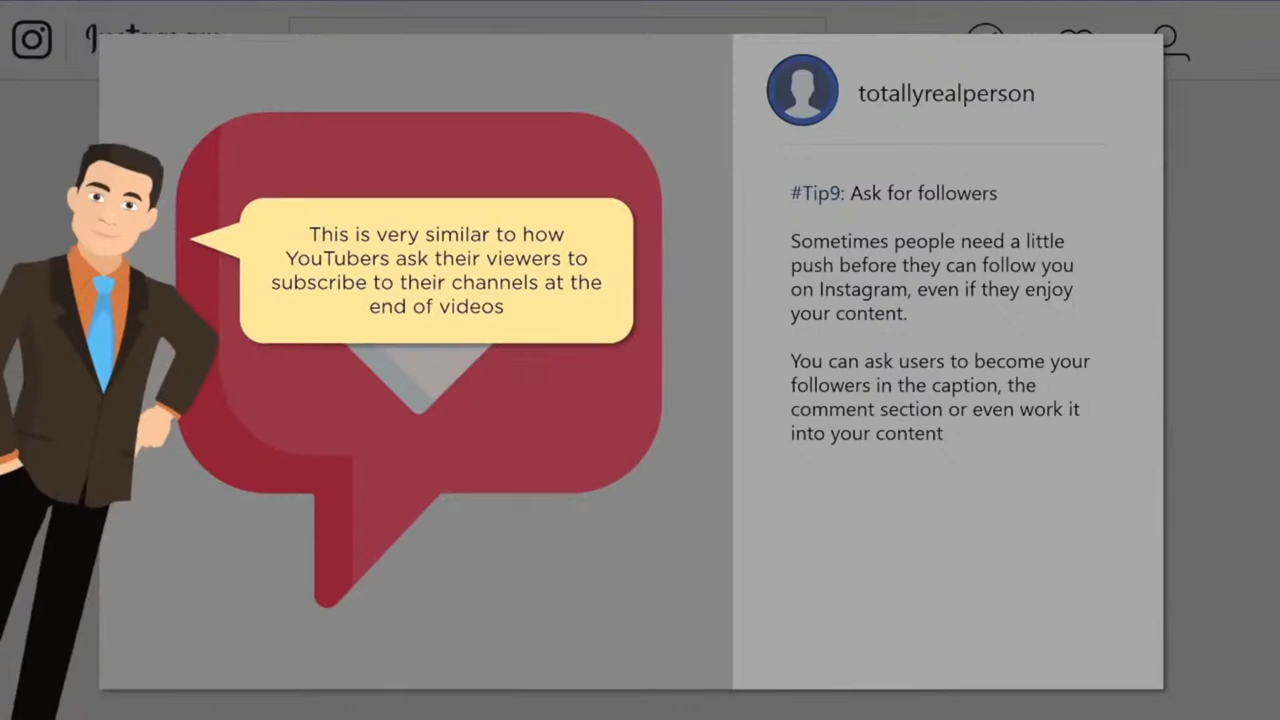 Instagram
totallyrealperson
This is very similar to how
YouTubers ask their viewers to
subscribe to their channels at the
end of videos
#Tip9: Ask for followers
Sometimes people need a little
push before they can follow you
on Instagram, even if they enjoy
your content.
You can ask users to become your
followers in the caption, the
comment section or even work it
into your content